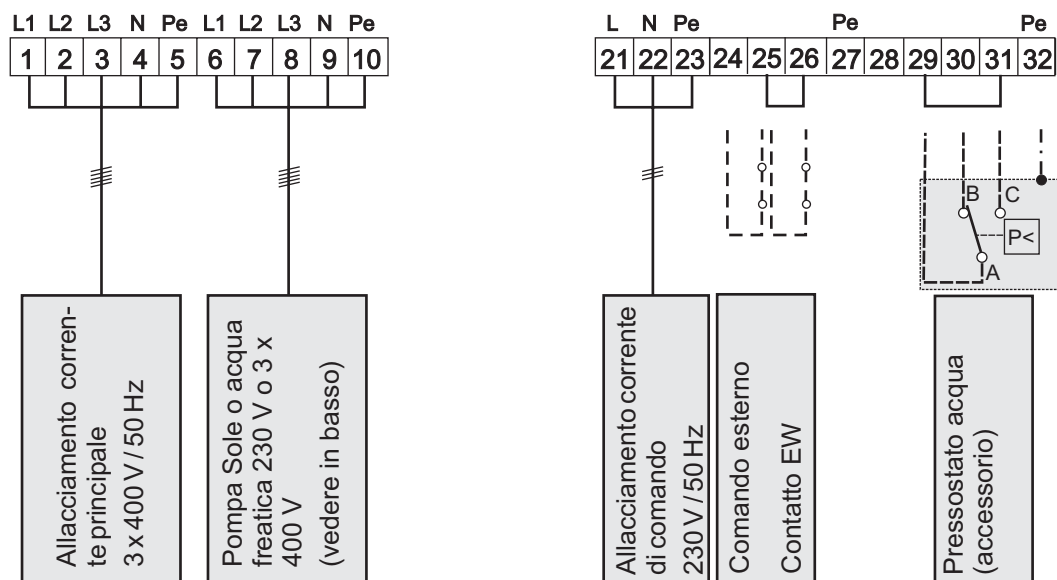 L1 L2 L3 N Pe L1 L2 L3 N Pe
1 2 3 4 5 6 7 8 9 10
L N Pe Pe Pe
21 22 23 24 25 26 27 28 29 30 31 32
B C
P<
A
Allacciamento corren-
te principale
3 x 400 V / 50 Hz
Pompa Sole o acqua
freatica 230 V o 3 x
400 V
(vedere in basso)
Allacciamento corrente
di comando
230 V / 50 Hz
Comando esterno
Contatto EW
Pressostato acqua
(accessorio)